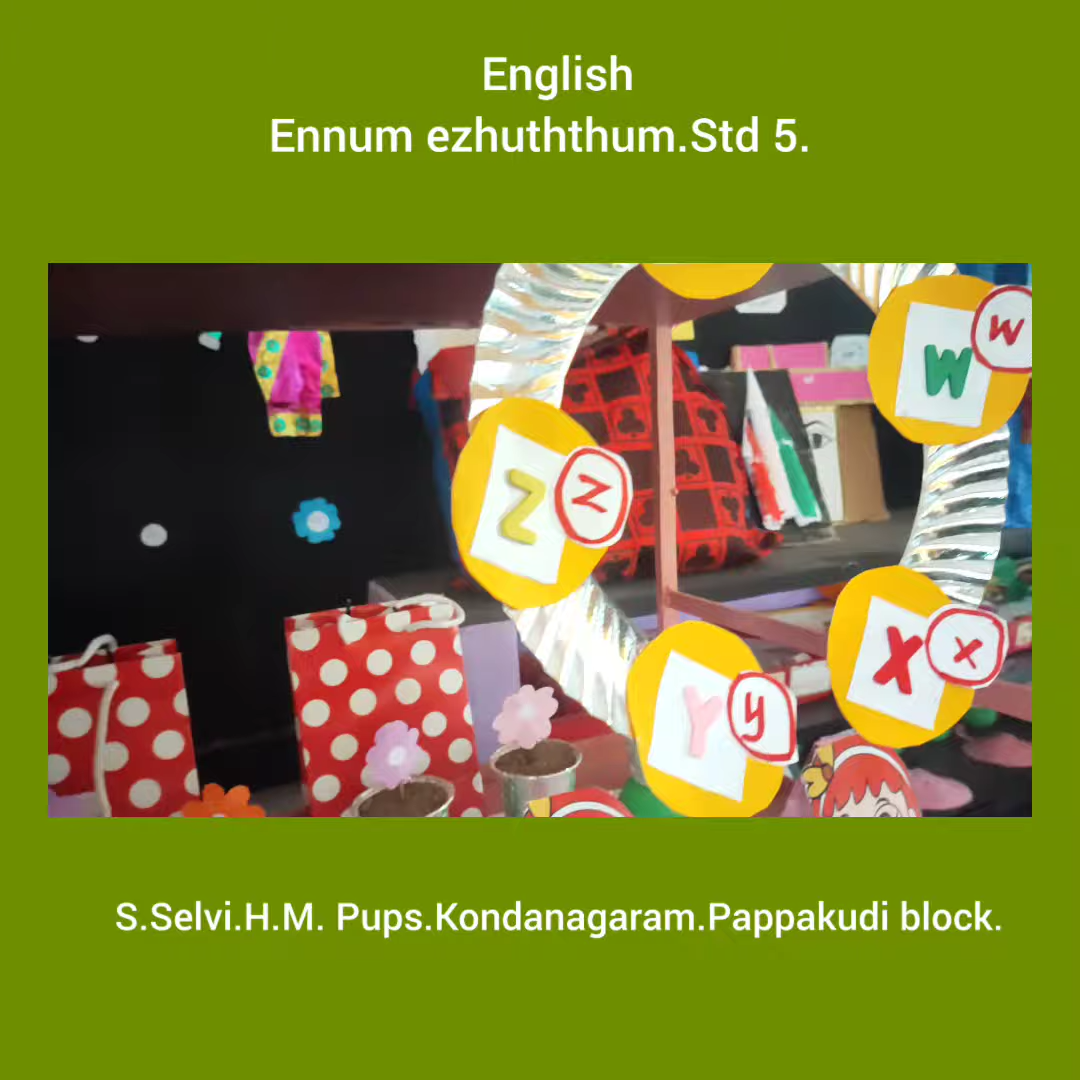 English
Ennum ezhuththum.Std 5.
W w
Z z
X x
Y y
S.Selvi.H.M. Pups.Kondanagaram.Pappakudi block.